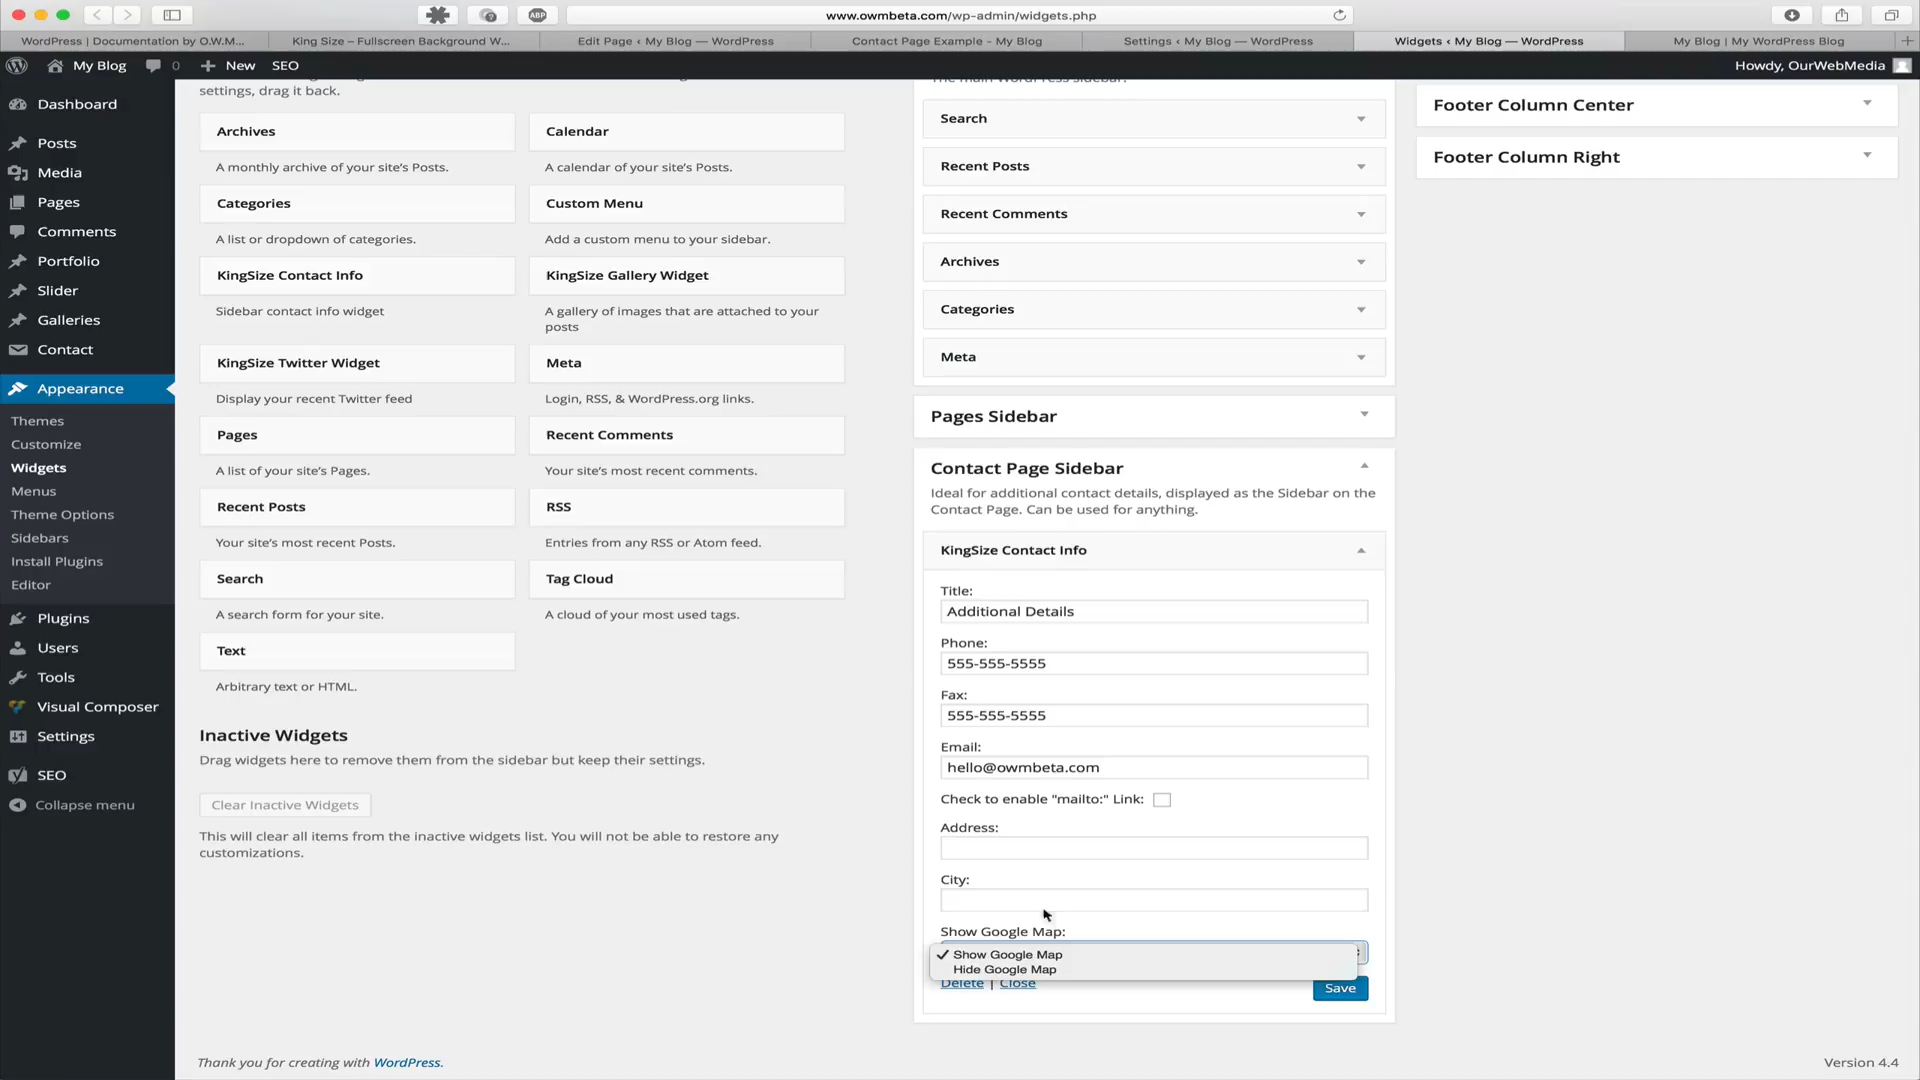 www.owmbeta.com/wp-admin/widgets.php
ABP
WordPress | Documentation by O.W.M...
King Size – Fullscreen Background W...
Edit Page ‹ My Blog — WordPress
Contact Page Example - My Blog
Settings ‹ My Blog — WordPress
Widgets ‹ My Blog — WordPress
My Blog | My WordPress Blog
My Blog
0
New
SEO
Howdy, OurWebMedia
Dashboard
Posts
Media
Pages
Comments
Portfolio
Slider
Galleries
Contact
Appearance
Themes
Customize
Widgets
Menus
Theme Options
Sidebars
Install Plugins
Editor
Plugins
Users
Tools
Visual Composer
Settings
SEO
Collapse menu
settings, drag it back.
Archives
A monthly archive of your site's Posts.
Calendar
A calendar of your site's Posts.
Categories
A list or dropdown of categories.
Custom Menu
Add a custom menu to your sidebar.
KingSize Contact Info
Sidebar contact info widget
KingSize Gallery Widget
A gallery of images that are attached to your
posts
KingSize Twitter Widget
Display your recent Twitter feed
Meta
Login, RSS, & WordPress.org links.
Pages
A list of your site's Pages.
Recent Comments
Your site's most recent comments.
Recent Posts
Your site's most recent Posts.
RSS
Entries from any RSS or Atom feed.
Search
A search form for your site.
Tag Cloud
A cloud of your most used tags.
Text
Arbitrary text or HTML.
Inactive Widgets
Drag widgets here to remove them from the sidebar but keep their settings.
Clear Inactive Widgets
This will clear all items from the inactive widgets list. You will not be able to restore any
customizations.
The main WordPress sidebar.
Search
Recent Posts
Recent Comments
Archives
Categories
Meta
Pages Sidebar
Contact Page Sidebar
Ideal for additional contact details, displayed as the Sidebar on the
Contact Page. Can be used for anything.
KingSize Contact Info
Title:
Additional Details
Phone:
555-555-5555
Fax:
555-555-5555
Email:
hello@owmbeta.com
Check to enable "mailto:" Link:
Address:
City:
Show Google Map:
Show Google Map
Hide Google Map
Delete | Close
Save
Footer Column Center
Footer Column Right
Thank you for creating with WordPress.
Version 4.4